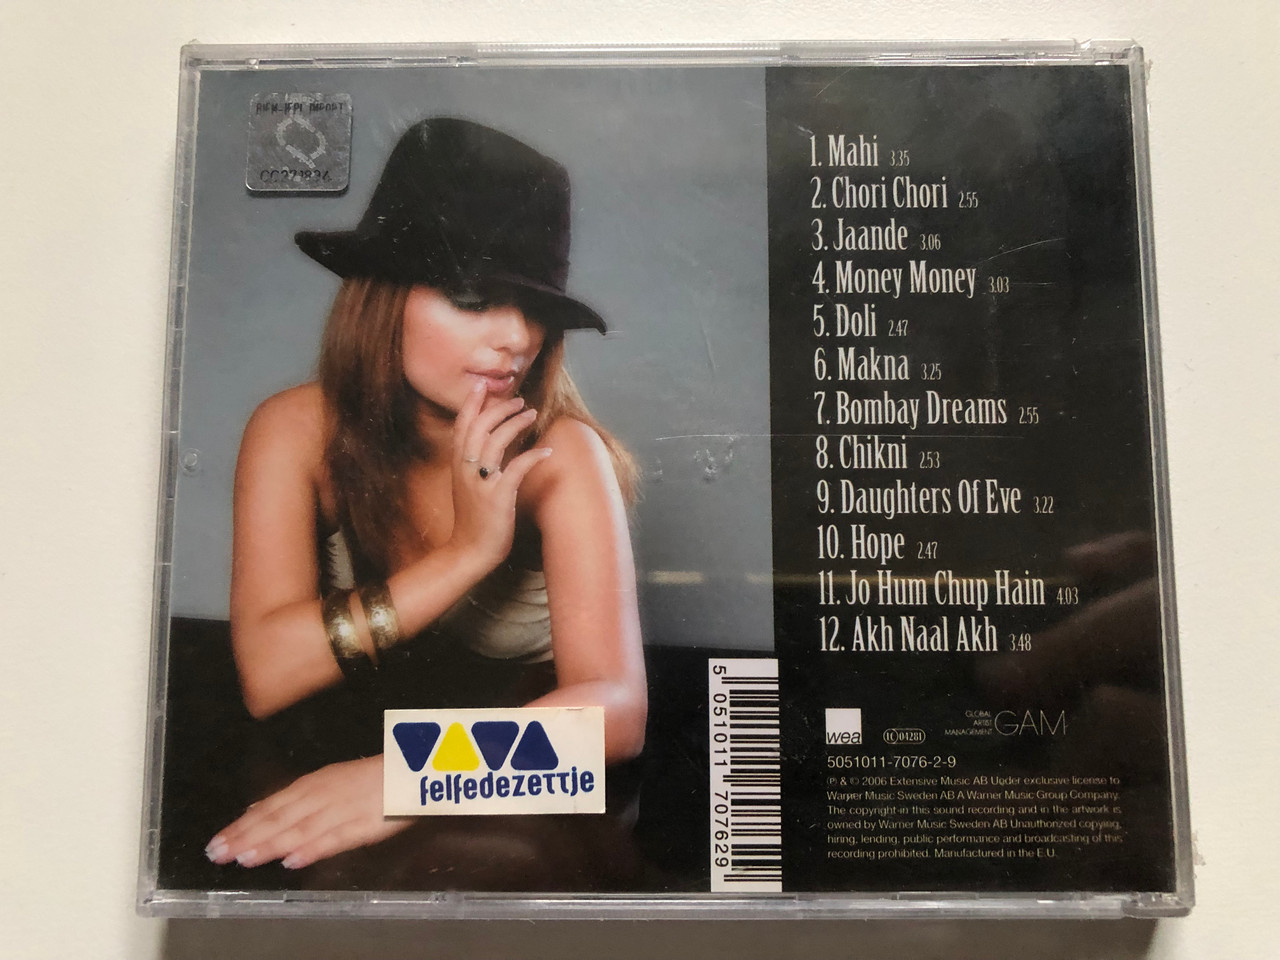 BIEM-IFPI IMPORT
1. Mahi 3.35
2. Chori Chori 2.55
3. Jaande 3.06
4. Money Money 3.03
5. Doli 2.47
6. Makna 3.25
7. Bombay Dreams 2.55
8. Chikni 2.53
9. Daughters Of Eve 3.22
10. Hope 2.47
11. Jo Hum Chup Hain 4.03
12. Akh Naal Akh 3.48
VIVA
felfedezettje
5 051011 707629
wea
LC 04281
GLOBAL
ARTIST
MANAGEMENT
GAM
5051011-7076-2-9
℗ & © 2006 Extensive Music AB Under exclusive license to
Warner Music Sweden AB A Warner Music Group Company.
The copyright in this sound recording and in the artwork is
owned by Warner Music Sweden AB Unauthorized copying,
hiring, lending, public performance and broadcasting of this
recording prohibited. Manufactured in the E.U.